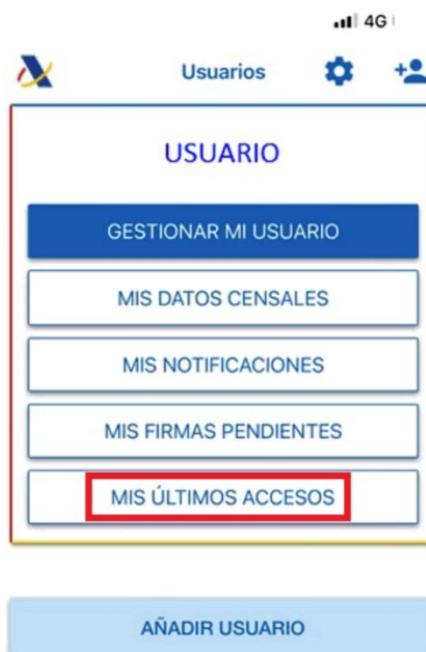 4G
Usuarios
USUARIO
GESTIONAR MI USUARIO
MIS DATOS CENSALES
MIS NOTIFICACIONES
MIS FIRMAS PENDIENTES
MIS ÚLTIMOS ACCESOS
AÑADIR USUARIO